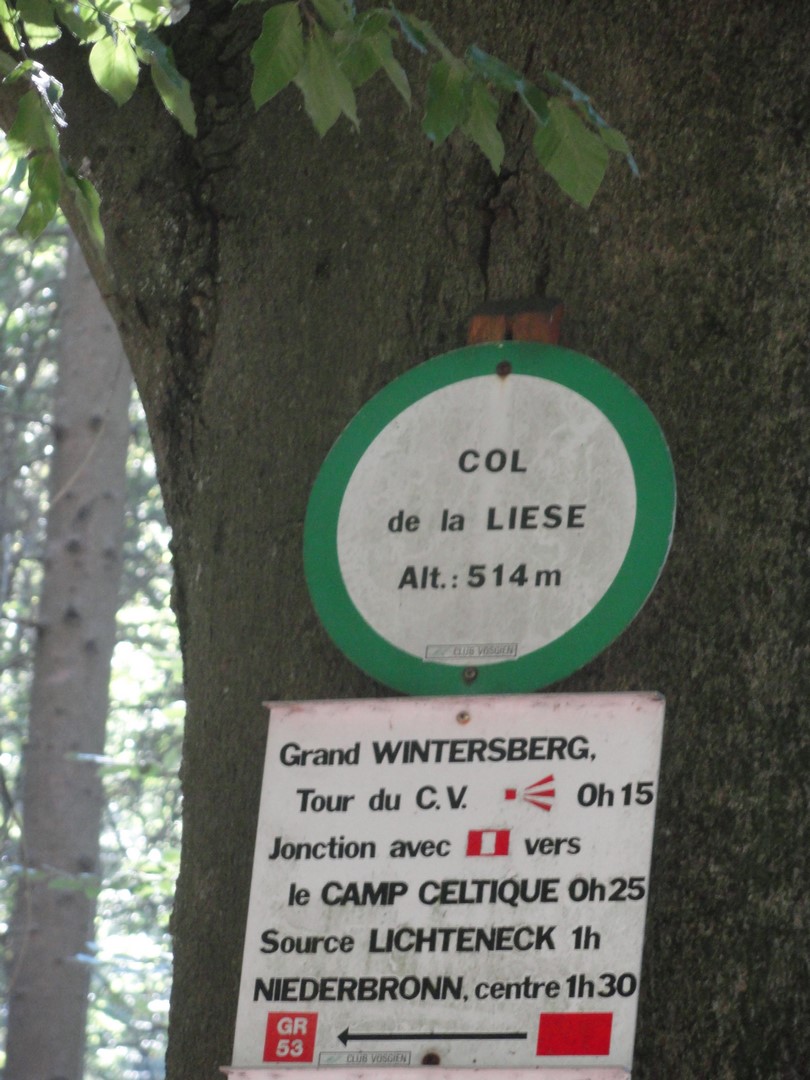 COL
de la LIESE
Alt.: 514 m
CLUB VOSGIEN
Grand WINTERSBERG,
Tour du C.V. 0h15
Jonction avec vers
le CAMP CELTIQUE 0h25
Source LICHTENECK 1h
NIEDERBRONN, centre 1h30
GR
53
CLUB VOSGIEN